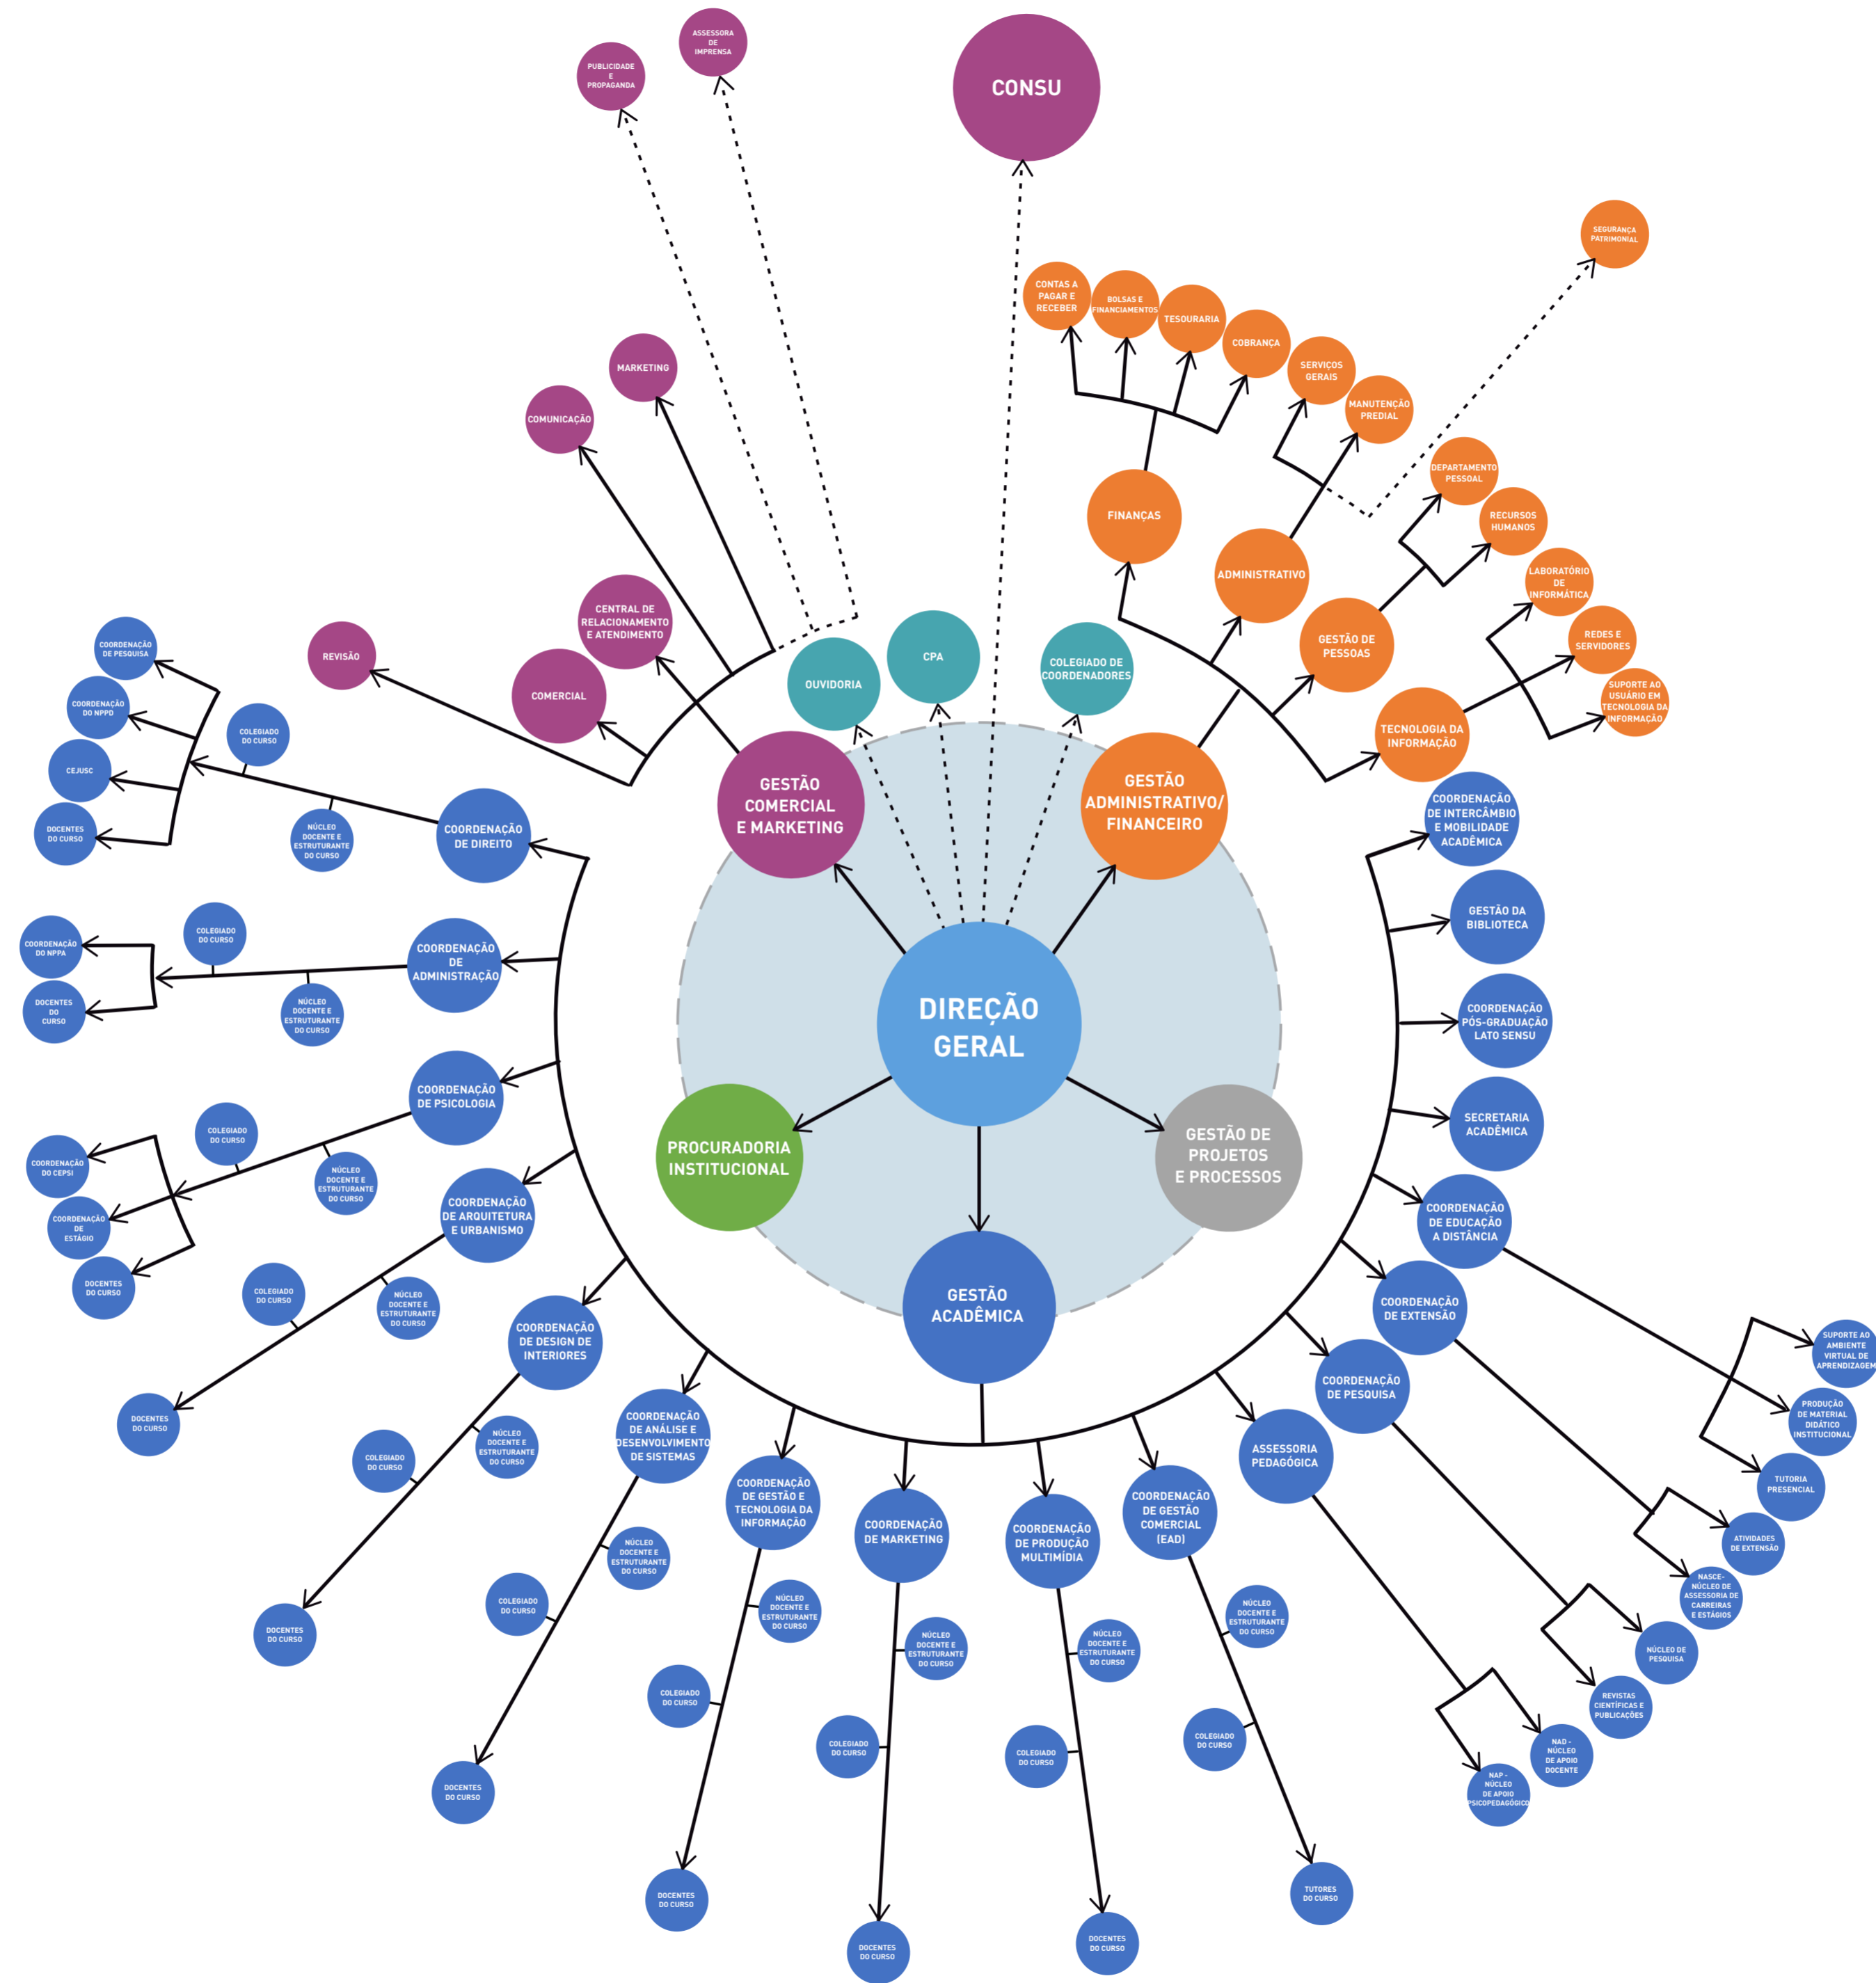 ASSESSORA
DE
IMPRENSA
PUBLICIDADE
E
PROPAGANDA
CONSU
SEGURANÇA
PATRIMONIAL
CONTAS A
PAGAR E
RECEBER
BOLSAS E
FINANCIAMENTOS
TESOURARIA
COBRANÇA
SERVIÇOS
GERAIS
MANUTENÇÃO
PREDIAL
MARKETING
COMUNICAÇÃO
DEPARTAMENTO
PESSOAL
RECURSOS
HUMANOS
FINANÇAS
ADMINISTRATIVO
LABORATÓRIO
DE
INFORMÁTICA
REDES E
SERVIDORES
SUPORTE AO
USUÁRIO EM
TECNOLOGIA DA
INFORMAÇÃO
GESTÃO DE
PESSOAS
TECNOLOGIA DA
INFORMAÇÃO
CENTRAL DE
RELACIONAMENTO
E ATENDIMENTO
REVISÃO
COMERCIAL
OUVIDORIA
CPA
COLEGIADO DE
COORDENADORES
GESTÃO
COMERCIAL
E MARKETING
GESTÃO
ADMINISTRATIVO/
FINANCEIRO
DIREÇÃO
GERAL
PROCURADORIA
INSTITUCIONAL
GESTÃO DE
PROJETOS
E PROCESSOS
GESTÃO
ACADÊMICA
COORDENAÇÃO
DE PESQUISA
COORDENAÇÃO
DO NPPD
CEJUSC
DOCENTES
DO CURSO
COLEGIADO
DO CURSO
NÚCLEO
DOCENTE E
ESTRUTURANTE
DO CURSO
COORDENAÇÃO
DE DIREITO
COORDENAÇÃO
DO NPPA
DOCENTES
DO
CURSO
COLEGIADO
DO CURSO
NÚCLEO
DOCENTE E
ESTRUTURANTE
DO CURSO
COORDENAÇÃO
DE
ADMINISTRAÇÃO
COORDENAÇÃO
DE PSICOLOGIA
COLEGIADO
DO CURSO
NÚCLEO
DOCENTE E
ESTRUTURANTE
DO CURSO
COORDENAÇÃO
DO CEPSI
COORDENAÇÃO
DE
ESTÁGIO
DOCENTES
DO CURSO
COORDENAÇÃO
DE ARQUITETURA
E URBANISMO
COLEGIADO
DO CURSO
NÚCLEO
DOCENTE E
ESTRUTURANTE
DO CURSO
DOCENTES
DO CURSO
COORDENAÇÃO
DE DESIGN DE
INTERIORES
COLEGIADO
DO CURSO
NÚCLEO
DOCENTE E
ESTRUTURANTE
DO CURSO
DOCENTES
DO CURSO
COORDENAÇÃO
DE ANÁLISE E
DESENVOLVIMENTO
DE SISTEMAS
NÚCLEO
DOCENTE E
ESTRUTURANTE
DO CURSO
COLEGIADO
DO CURSO
DOCENTES
DO CURSO
COORDENAÇÃO
DE GESTÃO E
TECNOLOGIA DA
INFORMAÇÃO
NÚCLEO
DOCENTE E
ESTRUTURANTE
DO CURSO
COLEGIADO
DO CURSO
DOCENTES
DO CURSO
COORDENAÇÃO
DE MARKETING
NÚCLEO
DOCENTE E
ESTRUTURANTE
DO CURSO
COLEGIADO
DO CURSO
DOCENTES
DO CURSO
COORDENAÇÃO
DE PRODUÇÃO
MULTIMÍDIA
NÚCLEO
DOCENTE E
ESTRUTURANTE
DO CURSO
COLEGIADO
DO CURSO
DOCENTES
DO CURSO
COORDENAÇÃO
DE GESTÃO
COMERCIAL
(EAD)
NÚCLEO
DOCENTE E
ESTRUTURANTE
DO CURSO
COLEGIADO
DO CURSO
TUTORES
DO CURSO
COORDENAÇÃO
DE INTERCÂMBIO
E MOBILIDADE
ACADÊMICA
GESTÃO DA
BIBLIOTECA
COORDENAÇÃO
PÓS-GRADUAÇÃO
LATO SENSU
SECRETARIA
ACADÊMICA
COORDENAÇÃO
DE EDUCAÇÃO
A DISTÂNCIA
COORDENAÇÃO
DE EXTENSÃO
COORDENAÇÃO
DE PESQUISA
ASSESSORIA
PEDAGÓGICA
SUPORTE AO
AMBIENTE
VIRTUAL DE
APRENDIZAGEM
PRODUÇÃO
DE MATERIAL
DIDÁTICO
INSTITUCIONAL
TUTORIA
PRESENCIAL
ATIVIDADES
DE EXTENSÃO
NASCE-
NÚCLEO DE
ASSESSORIA DE
CARREIRAS
E ESTÁGIOS
NÚCLEO DE
PESQUISA
REVISTAS
CIENTÍFICAS E
PUBLICAÇÕES
NAD -
NÚCLEO
DE APOIO
DOCENTE
NAP -
NÚCLEO
DE APOIO
PSICOPEDAGÓGICO